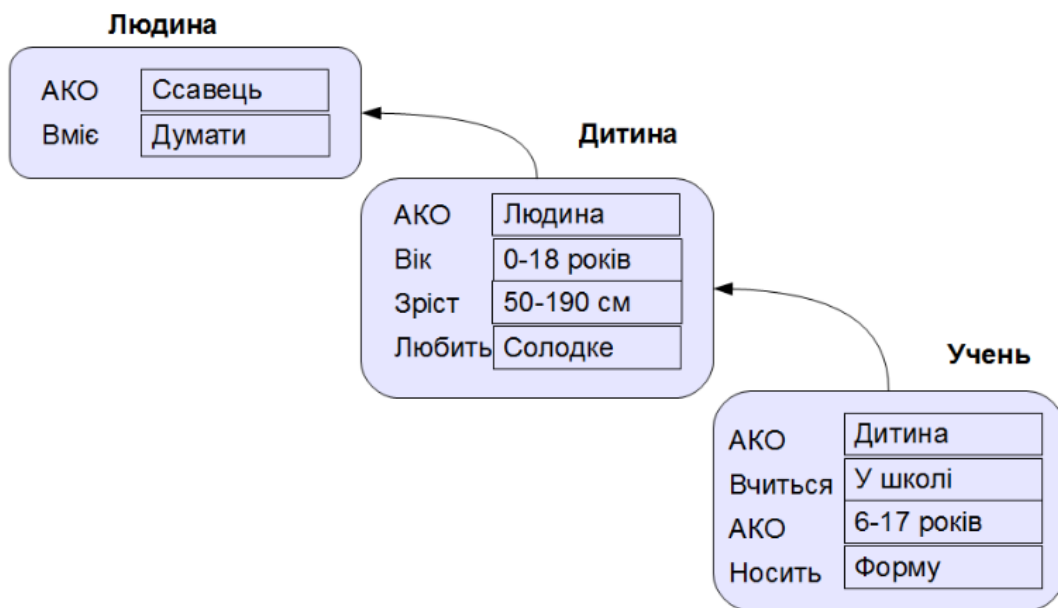 Людина
АКО Ссавець
Вміє Думати
Дитина
АКО Людина
Вік 0-18 років
Зріст 50-190 см
Любить Солодке
Учень
АКО Дитина
Вчиться У школі
АКО 6-17 років
Носить Форму